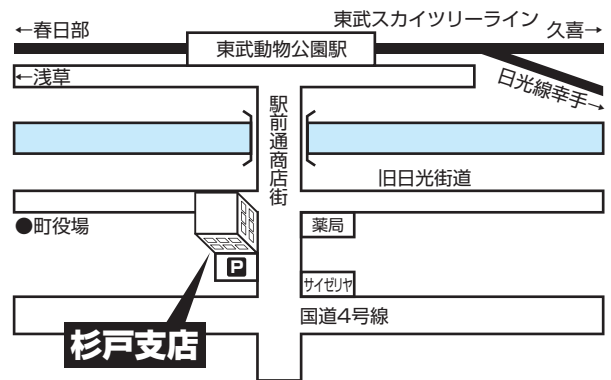 ←春日部
東武スカイツリーライン
久喜→
東武動物公園駅
←浅草
日光線幸手→
駅前通商店街
旧日光街道
●町役場
薬局
P
サイゼリヤ
国道4号線
杉戸支店